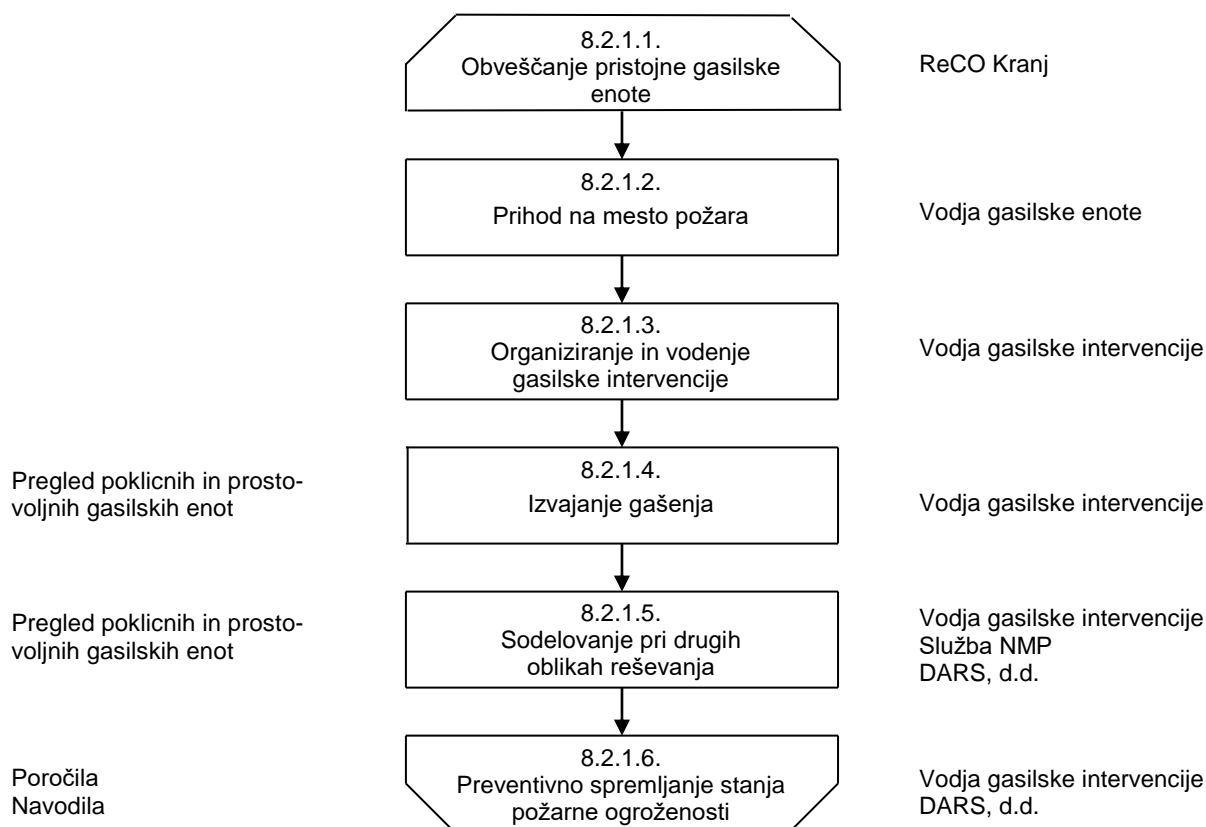 8.2.1.1.
Obveščanje pristojne gasilske
enote
ReCO Kranj
8.2.1.2.
Prihod na mesto požara
Vodja gasilske enote
8.2.1.3.
Organiziranje in vodenje
gasilske intervencije
Vodja gasilske intervencije
Pregled poklicnih in prosto-
voljnih gasilskih enot
8.2.1.4.
Izvajanje gašenja
Vodja gasilske intervencije
Pregled poklicnih in prosto-
voljnih gasilskih enot
8.2.1.5.
Sodelovanje pri drugih
oblikah reševanja
Vodja gasilske intervencije
Služba NMP
DARS, d.d.
Poročila
Navodila
8.2.1.6.
Preventivno spremljanje stanja
požarne ogroženosti
Vodja gasilske intervencije
DARS, d.d.